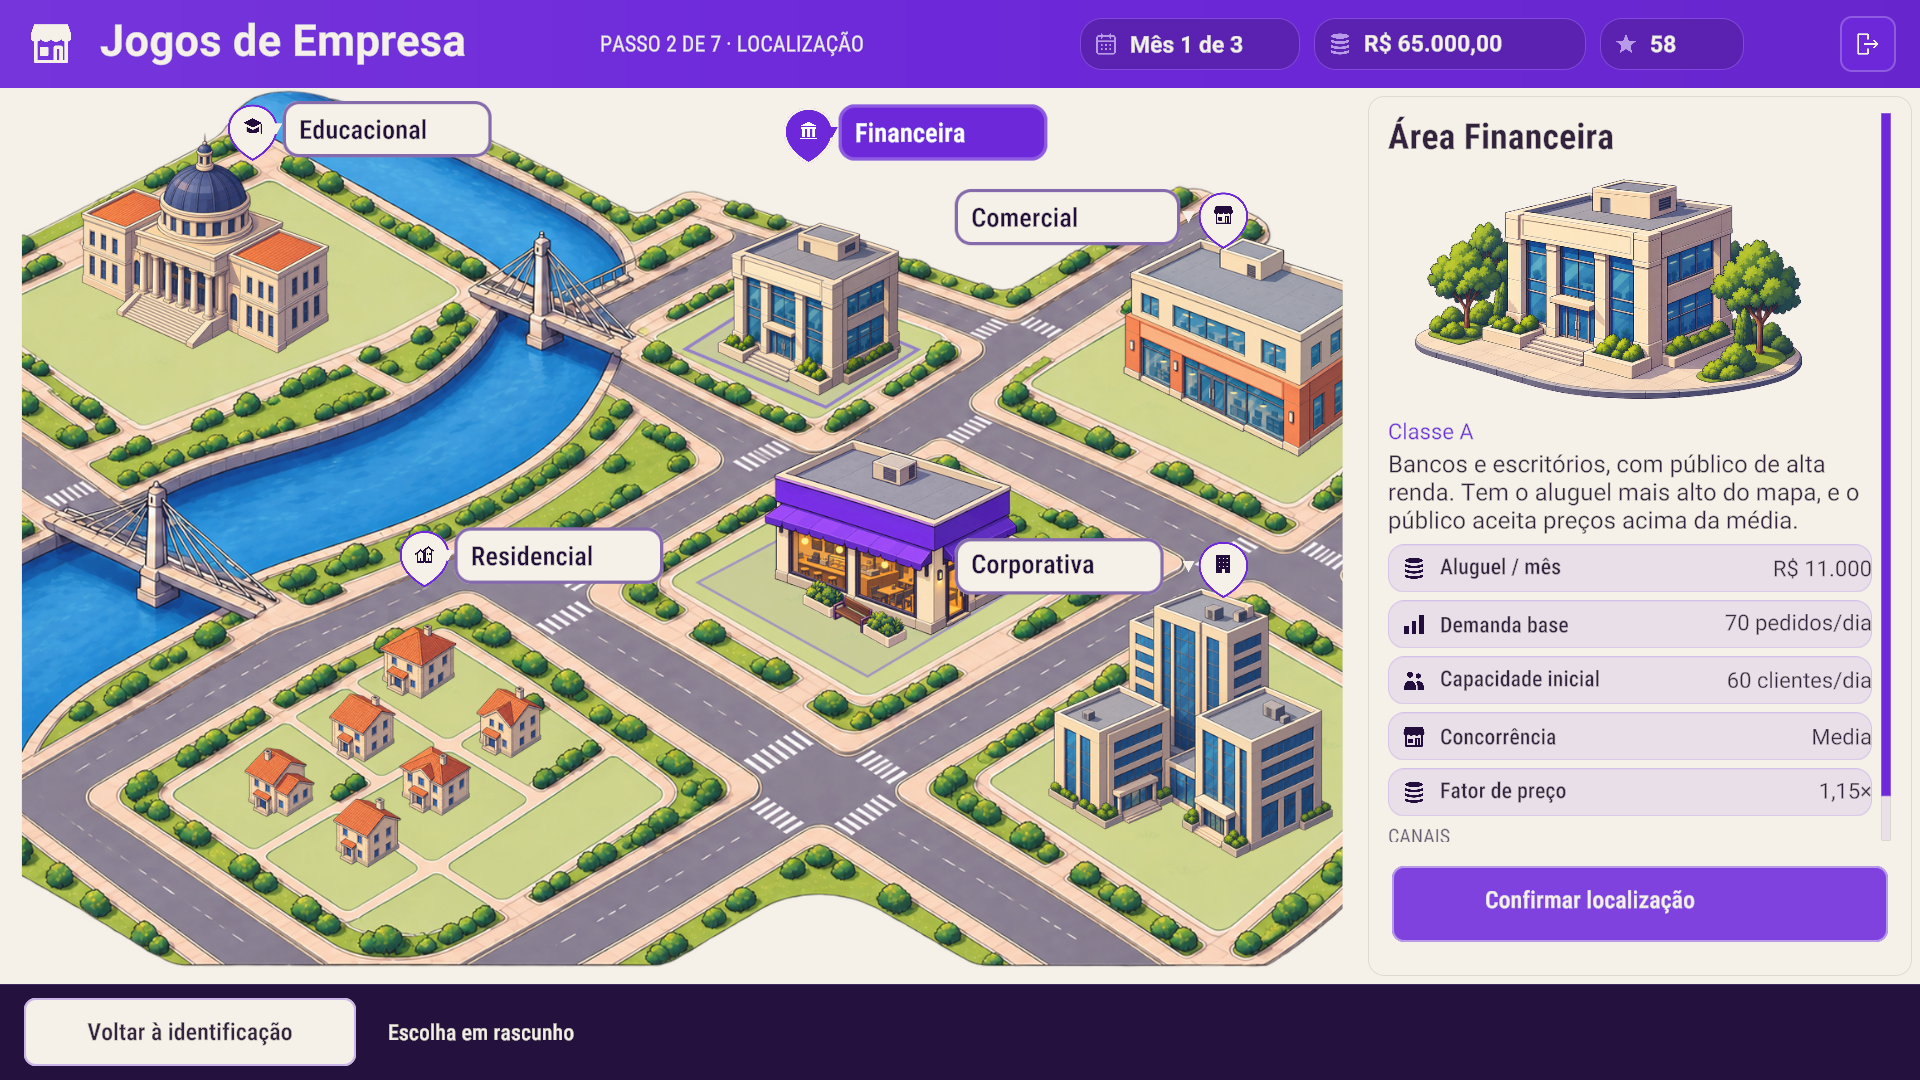 Jogos de Empresa
PASSO 2 DE 7 · LOCALIZAÇÃO
Mês 1 de 3
R$ 65.000,00
58
Educacional
Financeira
Comercial
Residencial
Corporativa
Área Financeira
Classe A
Bancos e escritórios, com público de alta
renda. Tem o aluguel mais alto do mapa, e o
público aceita preços acima da média.
Aluguel / mês R$ 11.000
Demanda base 70 pedidos/dia
Capacidade inicial 60 clientes/dia
Concorrência Media
Fator de preço 1,15×
CANAIS
Confirmar localização
Voltar à identificação
Escolha em rascunho